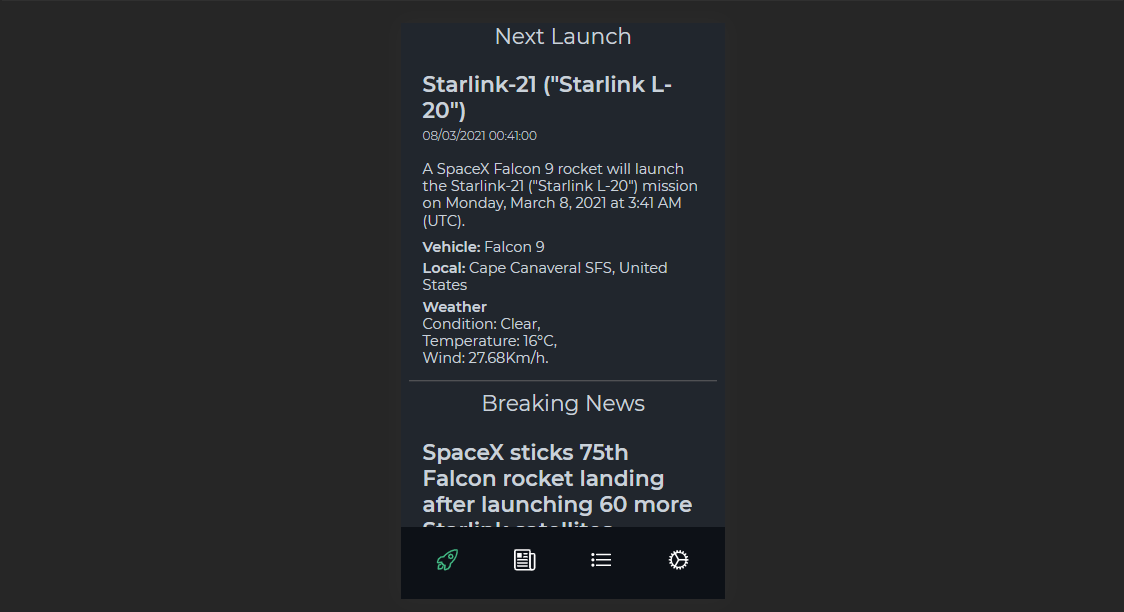 Next Launch
Starlink-21 ("Starlink L-
20")
08/03/2021 00:41:00
A SpaceX Falcon 9 rocket will launch
the Starlink-21 ("Starlink L-20") mission
on Monday, March 8, 2021 at 3:41 AM
(UTC).
Vehicle: Falcon 9
Local: Cape Canaveral SFS, United
States
Weather
Condition: Clear,
Temperature: 16°C,
Wind: 27.68Km/h.
Breaking News
SpaceX sticks 75th
Falcon rocket landing
after launching 60 more
Starlink satellites